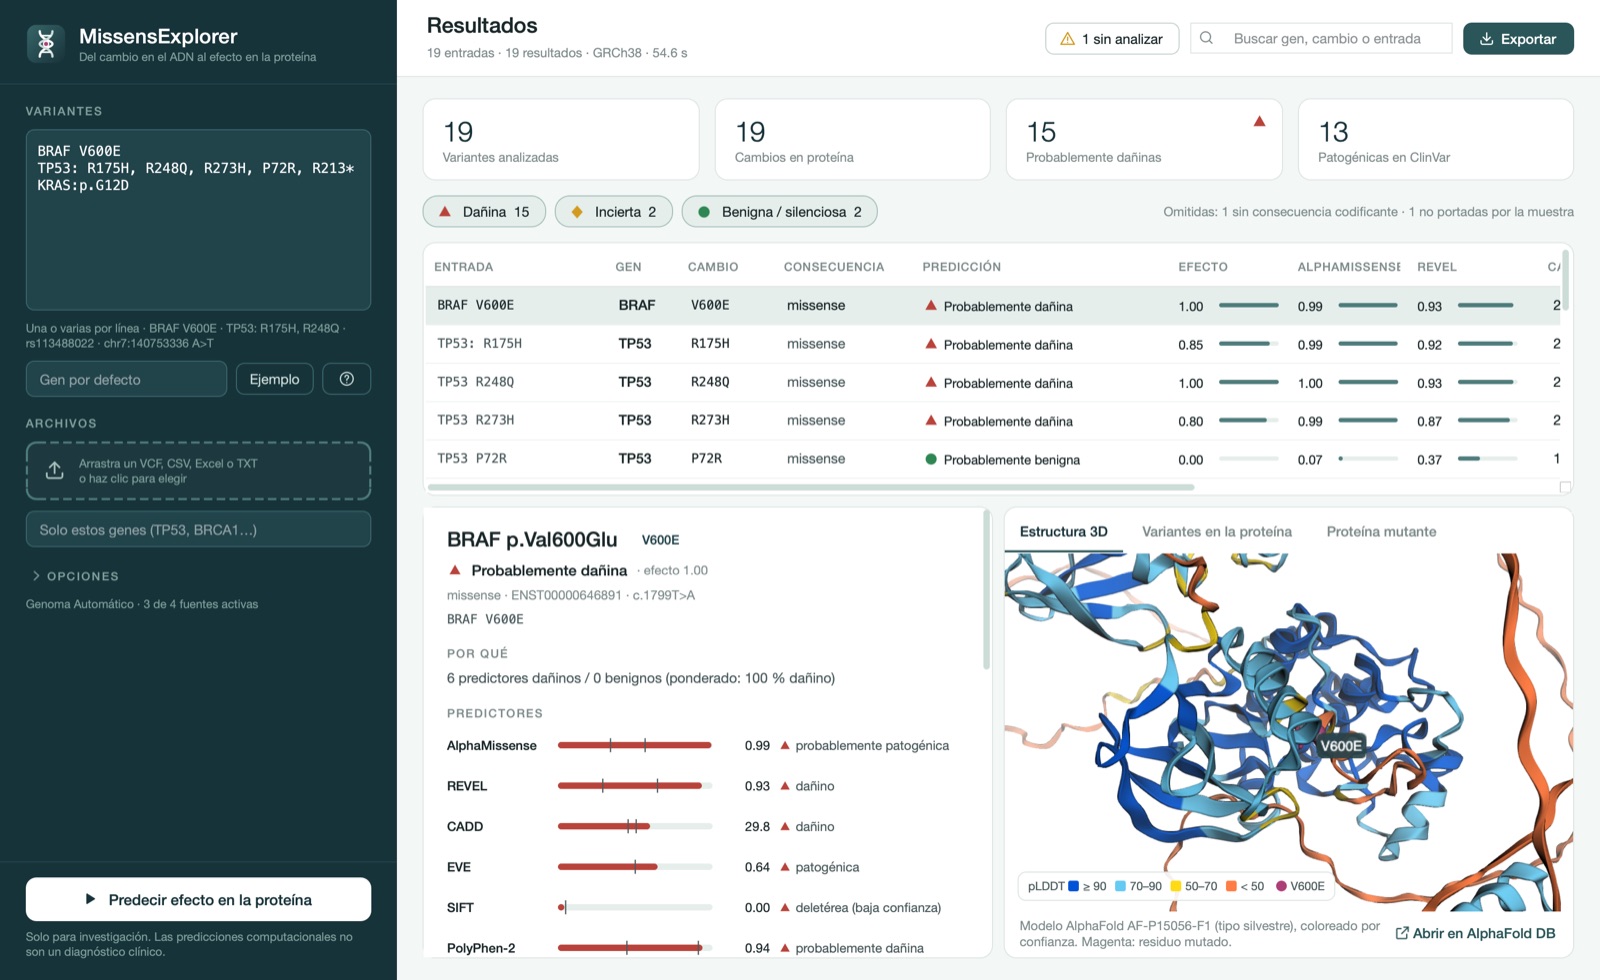 MissensExplorer
Del cambio en el ADN al efecto en la proteína
VARIANTES
BRAF V600E
TP53: R175H, R248Q, R273H, P72R, R213*
KRAS:p.G12D
Una o varias por línea · BRAF V600E · TP53: R175H, R248Q ·
rs113488022 · chr7:140753336 A>T
Gen por defecto
Ejemplo
ARCHIVOS
Arrastra un VCF, CSV, Excel o TXT
o haz clic para elegir
Solo estos genes (TP53, BRCA1…)
OPCIONES
Genoma Automático · 3 de 4 fuentes activas
Predecir efecto en la proteína
Solo para investigación. Las predicciones computacionales no
son un diagnóstico clínico.
Resultados
19 entradas · 19 resultados · GRCh38 · 54.6 s
1 sin analizar
Buscar gen, cambio o entrada
Exportar
19
Variantes analizadas
19
Cambios en proteína
15
Probablemente dañinas
13
Patogénicas en ClinVar
Dañina 15
Incierta 2
Benigna / silenciosa 2
Omitidas: 1 sin consecuencia codificante · 1 no portadas por la muestra
ENTRADA GEN CAMBIO CONSECUENCIA PREDICCIÓN EFECTO ALPHAMISSENSE REVEL CA
BRAF V600E BRAF V600E missense Probablemente dañina 1.00 0.99 0.93 2
TP53: R175H TP53 R175H missense Probablemente dañina 0.85 0.99 0.92 2
TP53 R248Q TP53 R248Q missense Probablemente dañina 1.00 1.00 0.93 2
TP53 R273H TP53 R273H missense Probablemente dañina 0.80 0.99 0.87 2
TP53 P72R TP53 P72R missense Probablemente benigna 0.00 0.07 0.37 1
BRAF p.Val600Glu V600E
Probablemente dañina · efecto 1.00
missense · ENST00000646891 · c.1799T>A
BRAF V600E
POR QUÉ
6 predictores dañinos / 0 benignos (ponderado: 100 % dañino)
PREDICTORES
AlphaMissense 0.99 probablemente patogénica
REVEL 0.93 dañino
CADD 29.8 dañino
EVE 0.64 patogénica
SIFT 0.00 deletérea (baja confianza)
PolyPhen-2 0.94 probablemente dañina
Estructura 3D Variantes en la proteína Proteína mutante
V600E
pLDDT ≥ 90 70–90 50–70 < 50 V600E
Modelo AlphaFold AF-P15056-F1 (tipo silvestre), coloreado por
confianza. Magenta: residuo mutado.
Abrir en AlphaFold DB